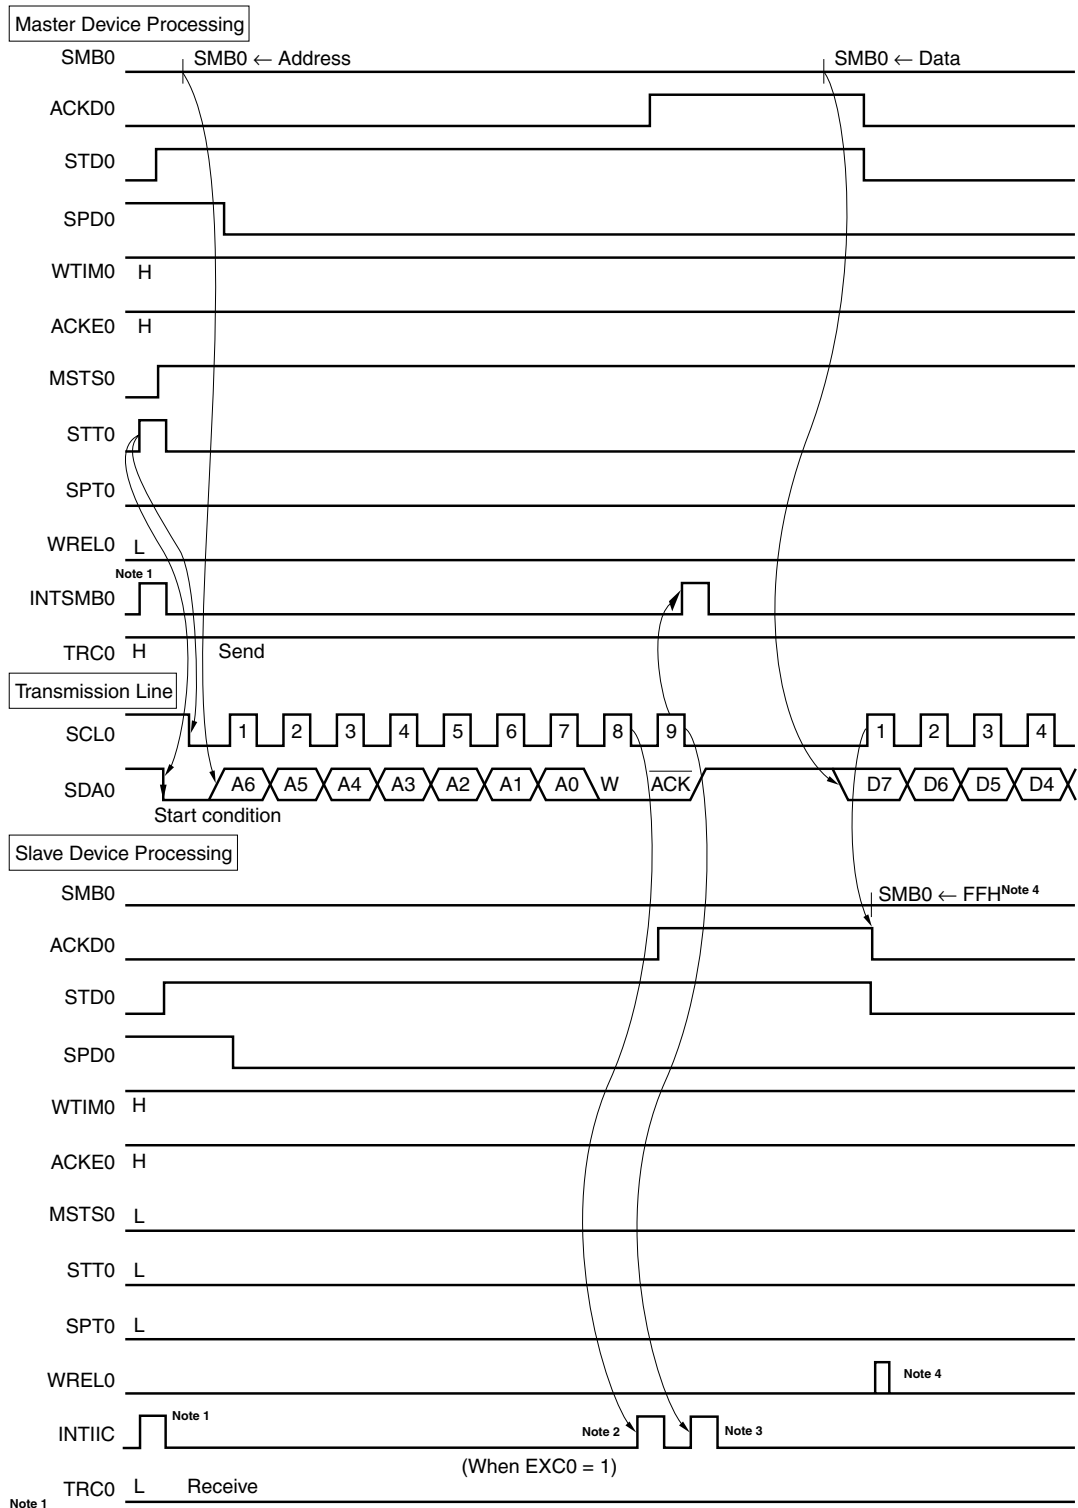 Master Device Processing
SMB0 SMB0 ← Address SMB0 ← Data
ACKD0
STD0
SPD0
WTIM0 H
ACKE0 H
MSTS0
STT0
SPT0
WREL0 L
Note 1
INTSMB0
TRC0 H Send
Transmission Line
SCL0 1 2 3 4 5 6 7 8 9 1 2 3 4
SDA0 A6 A5 A4 A3 A2 A1 A0 W ACK D7 D6 D5 D4
Start condition
Slave Device Processing
SMB0 SMB0 ← FFH Note 4
ACKD0
STD0
SPD0
WTIM0 H
ACKE0 H
MSTS0 L
STT0 L
SPT0 L
WREL0 Note 4
INTIIC Note 1 Note 2 Note 3
(When EXC0 = 1)
TRC0 L Receive
Note 1